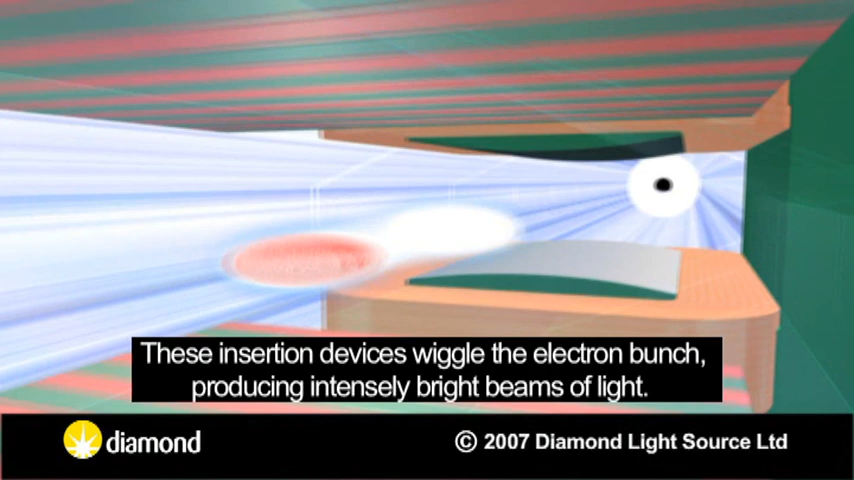 These insertion devices wiggle the electron bunch,
producing intensely bright beams of light.
diamond
© 2007 Diamond Light Source Ltd